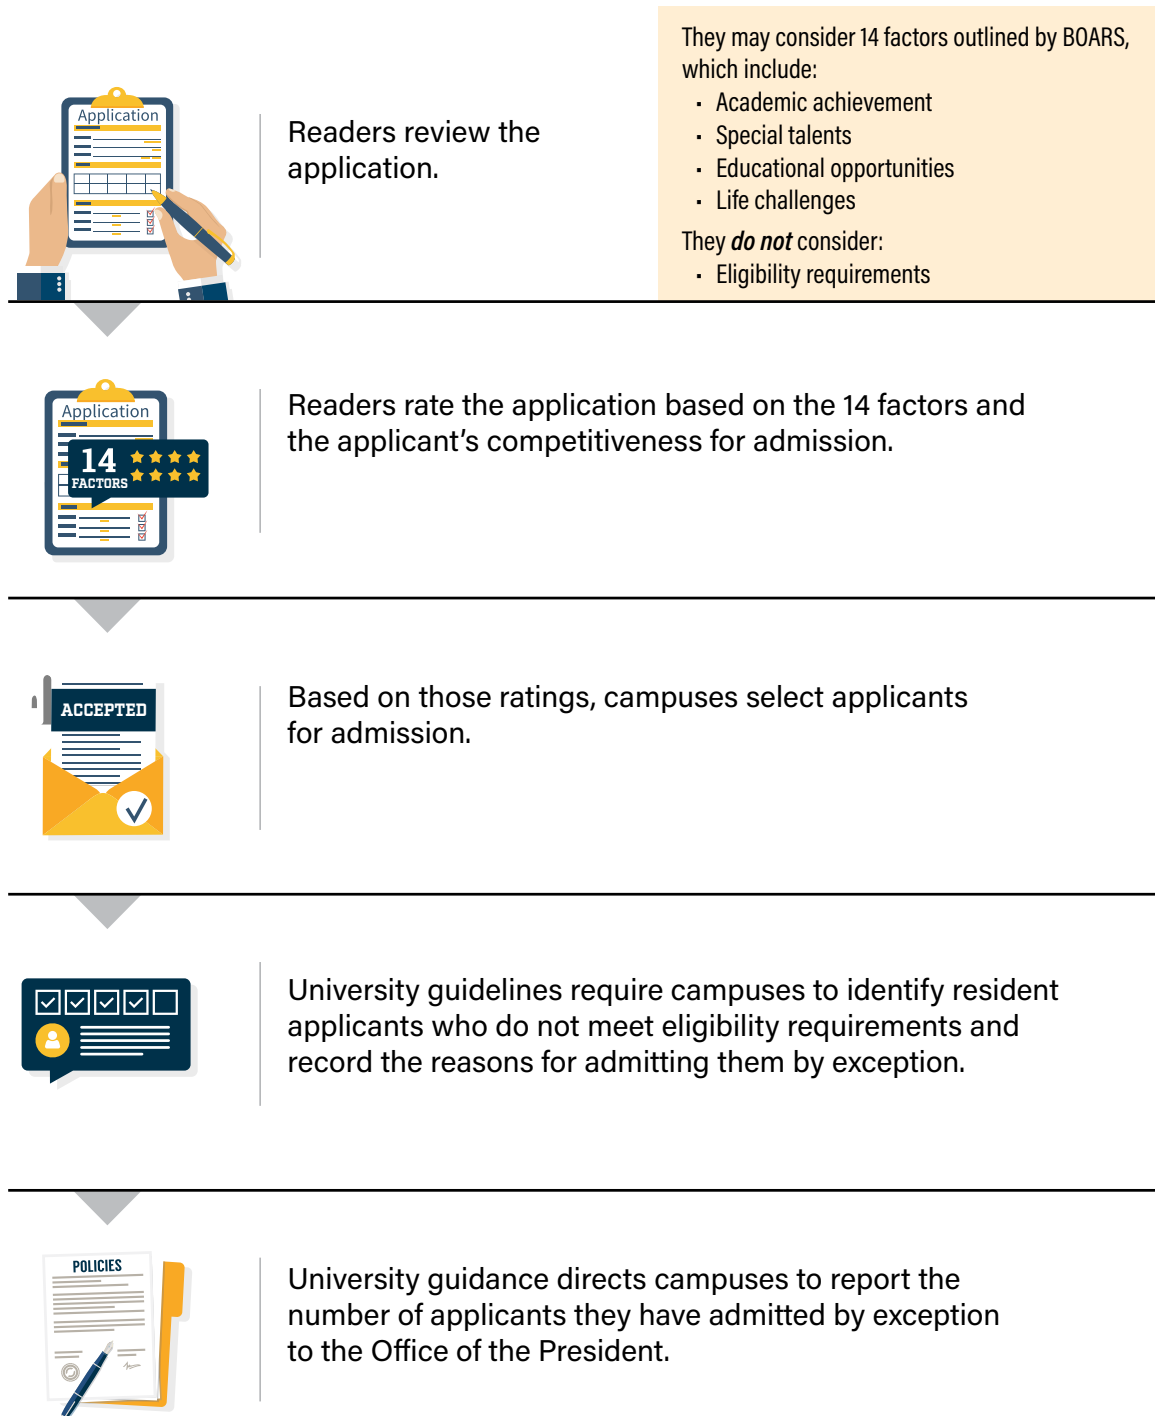 Application
Readers review the
application.
They may consider 14 factors outlined by BOARS,
which include:
· Academic achievement
· Special talents
· Educational opportunities
· Life challenges
They do not consider:
· Eligibility requirements
Application
14
FACTORS
Readers rate the application based on the 14 factors and
the applicant’s competitiveness for admission.
ACCEPTED
Based on those ratings, campuses select applicants
for admission.
University guidelines require campuses to identify resident
applicants who do not meet eligibility requirements and
record the reasons for admitting them by exception.
POLICIES
University guidance directs campuses to report the
number of applicants they have admitted by exception
to the Office of the President.